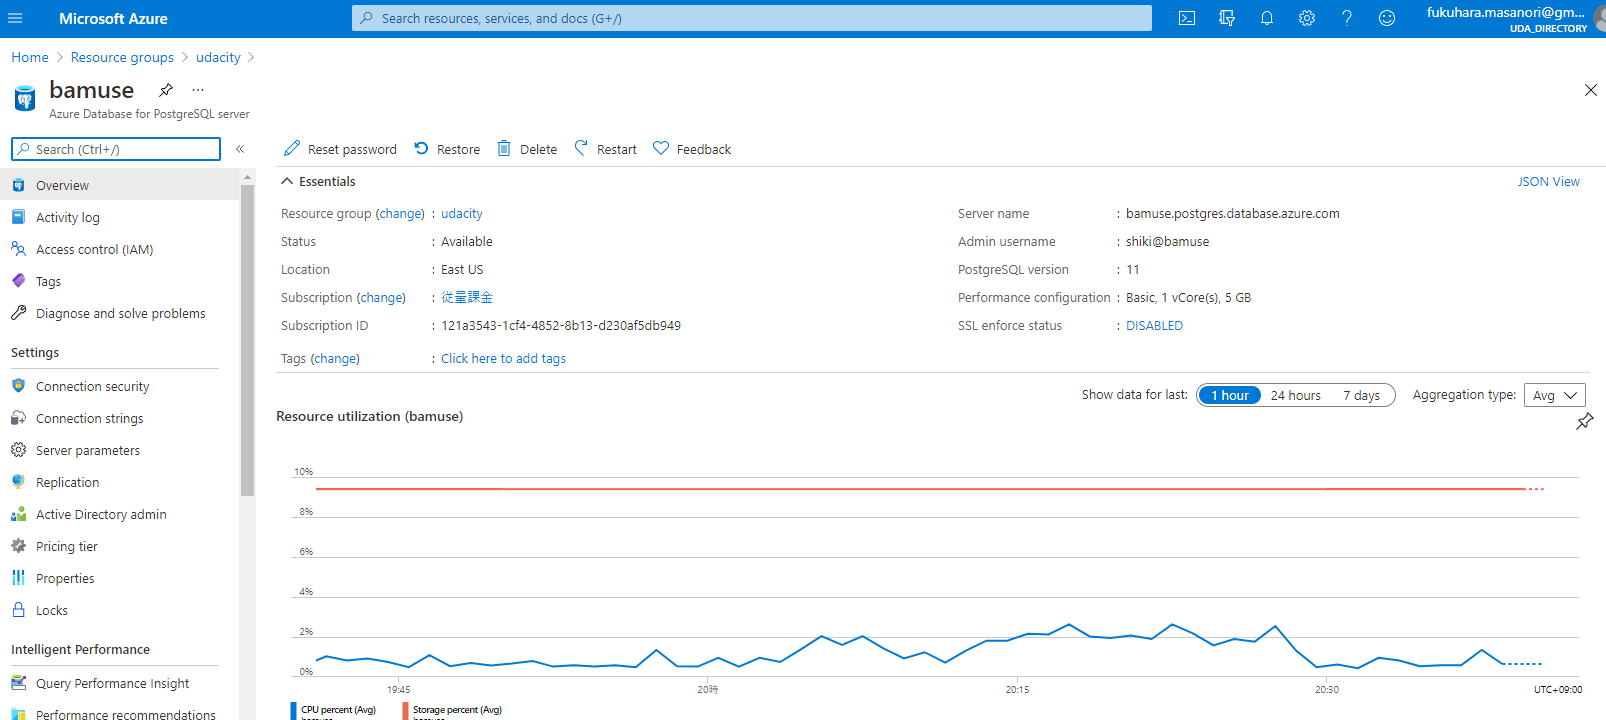 Microsoft Azure
Search resources, services, and docs (G+/)
fukuhara.masanori@gm...
UDA_DIRECTORY
Home > Resource groups > udacity >
bamuse
...
Azure Database for PostgreSQL server
Search (Ctrl+/)
«
Overview
Activity log
Access control (IAM)
Tags
Diagnose and solve problems
Settings
Connection security
Connection strings
Server parameters
Replication
Active Directory admin
Pricing tier
Properties
Locks
Intelligent Performance
Query Performance Insight
Performance recommendations
Reset password Restore Delete Restart Feedback
Essentials
JSON View
Resource group (change) : udacity
Status : Available
Location : East US
Subscription (change) : 従量課金
Subscription ID : 121a3543-1cf4-4852-8b13-d230af5db949
Tags (change) : Click here to add tags
Server name : bamuse.postgres.database.azure.com
Admin username : shiki@bamuse
PostgreSQL version : 11
Performance configuration : Basic, 1 vCore(s), 5 GB
SSL enforce status : DISABLED
Show data for last: 1 hour 24 hours 7 days Aggregation type: Avg
Resource utilization (bamuse)
10%
8%
6%
4%
2%
0%
19:45 20時 20:15 20:30 UTC+09:00
CPU percent (Avg) Storage percent (Avg)
bamuse bamuse